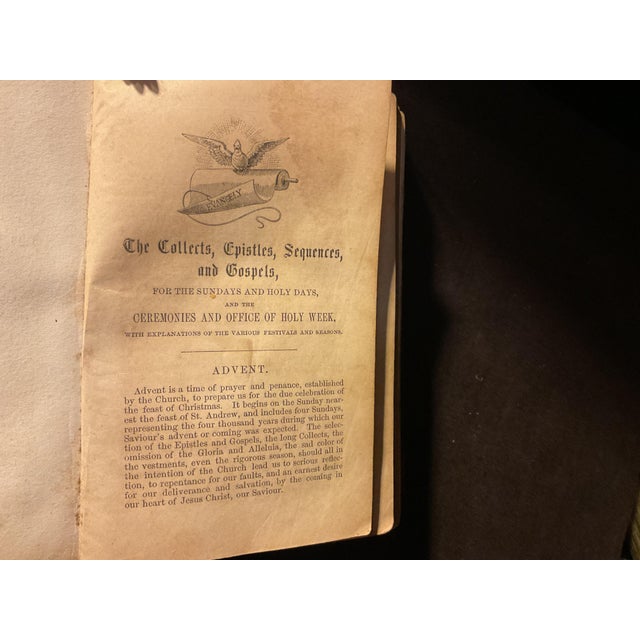 EVANGELY
The Collects, Epistles, Sequences,
and Gospels,
FOR THE SUNDAYS AND HOLY DAYS,
AND THE
CEREMONIES AND OFFICE OF HOLY WEEK,
WITH EXPLANATIONS OF THE VARIOUS FESTIVALS AND SEASONS.
ADVENT.
Advent is a time of prayer and penance, established
by the Church, to prepare us for the due celebration of
the feast of Christmas. It begins on the Sunday near-
est the feast of St. Andrew, and includes four Sundays,
representing the four thousand years during which our
Saviour's advent or coming was expected. The selec-
tion of the Epistles and Gospels, the long Collects, the
omission of the Gloria and Alleluia, the sad color of
the vestments, even the rigorous season, should all in
the intention of the Church lead us to serious reflec-
tion, to repentance for our faults, and an earnest desire
for our deliverance and salvation, by the coming in
our heart of Jesus Christ, our Saviour.